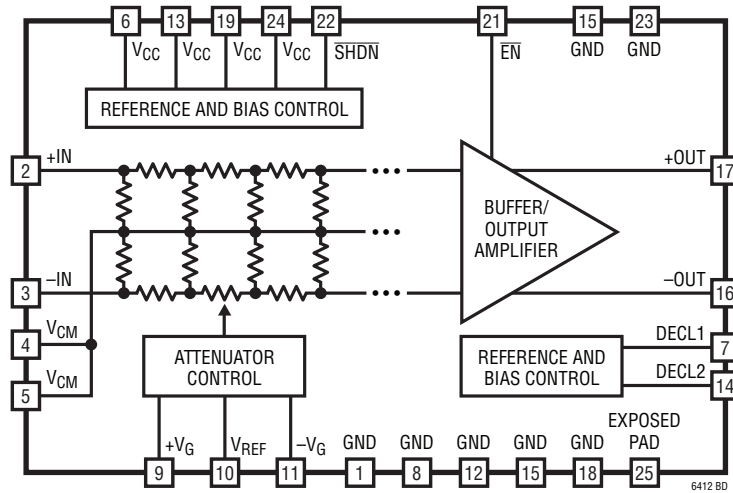 6 13 19 24 22 21 15 23
VCC VCC VCC VCC SHDN EN GND GND
REFERENCE AND BIAS CONTROL
2 +IN +OUT 17
BUFFER/
OUTPUT
AMPLIFIER
3 –IN –OUT 16
4 VCM
5 VCM
ATTENUATOR
CONTROL
REFERENCE AND
BIAS CONTROL
DECL1 7
DECL2 14
+VG VREF –VG GND GND GND GND GND EXPOSED
PAD
9 10 11 1 8 12 15 18 25
6412 BD